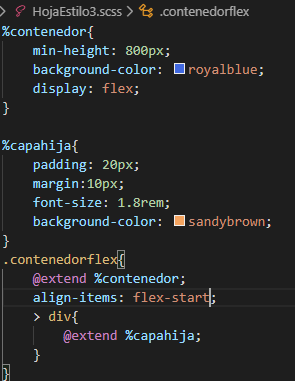 HojaEstilo3.scss > .contenedorflex
%contenedor{
    min-height: 800px;
    background-color: royalblue;
    display: flex;
}

%capahija{
    padding: 20px;
    margin:10px;
    font-size: 1.8rem;
    background-color: sandybrown;
}
.contenedorflex{
    @extend %contenedor;
    align-items: flex-start;
    > div{
        @extend %capahija;
    }
}